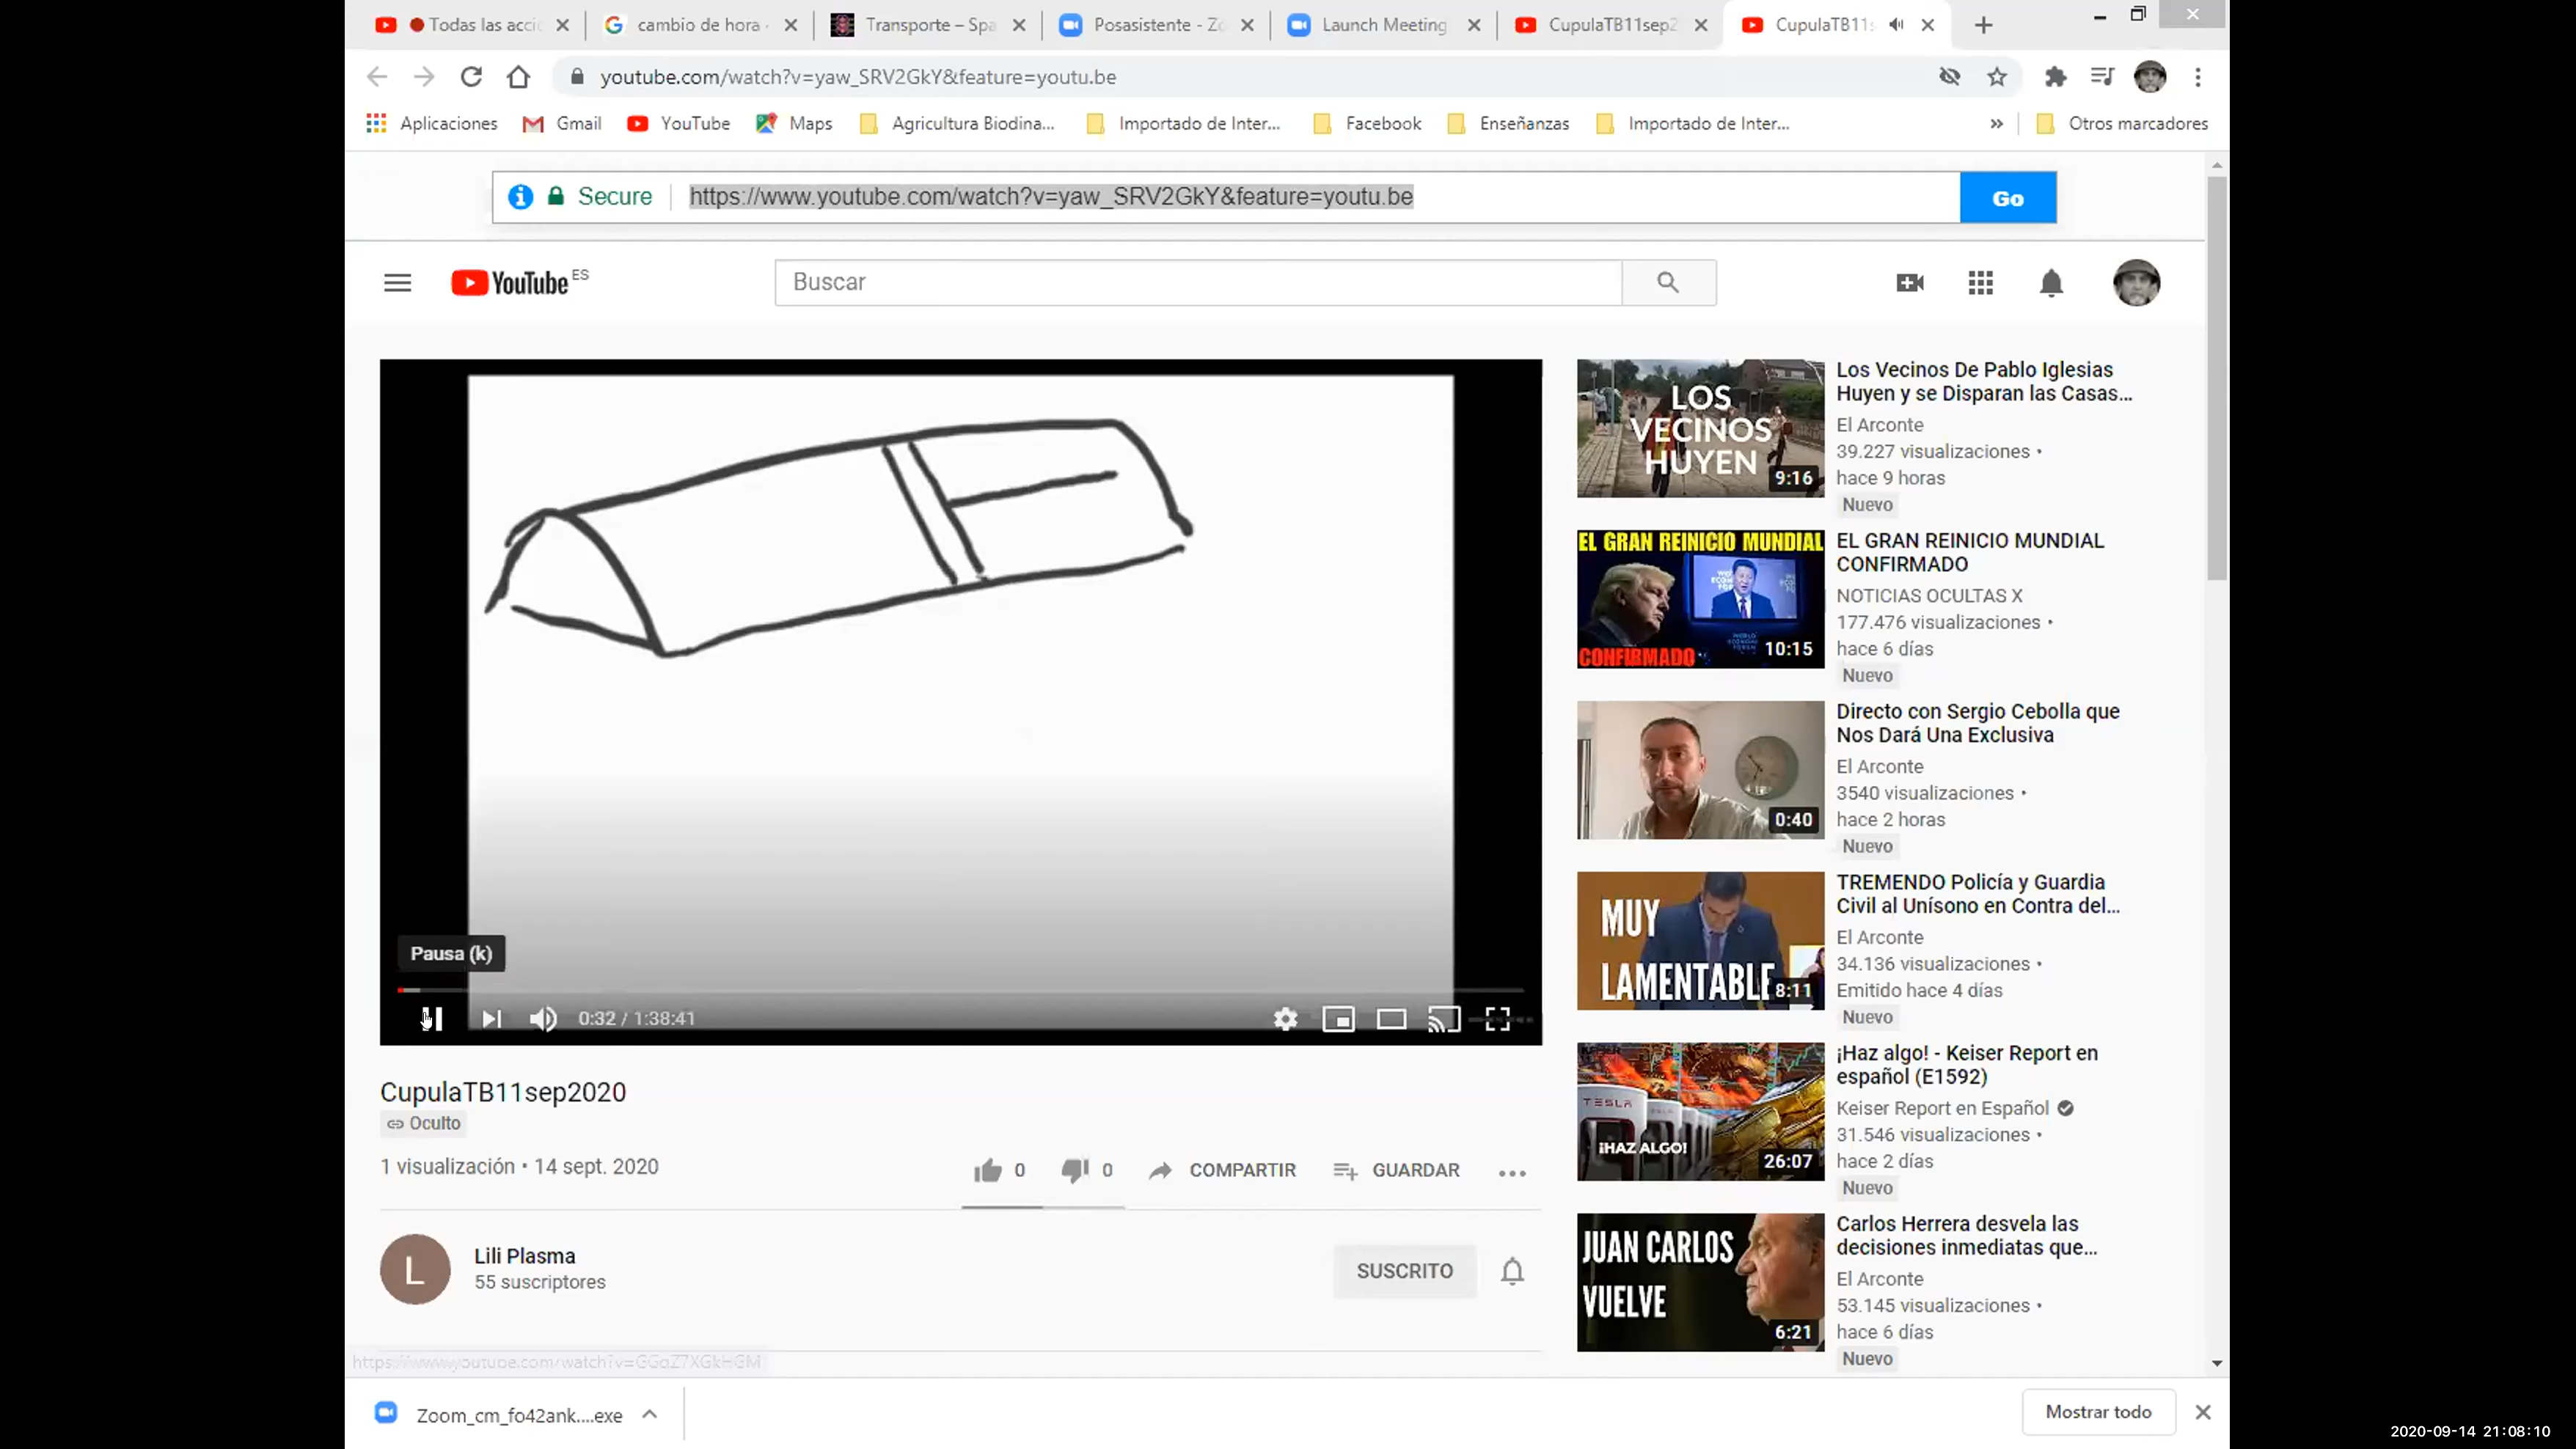 Todas las acci
cambio de hora
Transporte – Spa
Posasistente - Zo
Launch Meeting
CupulaTB11sep2
CupulaTB11s
youtube.com/watch?v=yaw_SRV2GkY&feature=youtu.be
Aplicaciones
Gmail
YouTube
Maps
Agricultura Biodina...
Importado de Inter...
Facebook
Enseñanzas
Importado de Inter...
»
Otros marcadores
Secure
https://www.youtube.com/watch?v=yaw_SRV2GkY&feature=youtu.be
Go
YouTube ES
Buscar
Pausa (k)
0:32 / 1:38:41
CupulaTB11sep2020
Oculto
1 visualización • 14 sept. 2020
0
0
COMPARTIR
GUARDAR
L
Lili Plasma
55 suscriptores
SUSCRITO
LOS
VECINOS
HUYEN
9:16
Los Vecinos De Pablo Iglesias
Huyen y se Disparan las Casas...
El Arconte
39.227 visualizaciones •
hace 9 horas
Nuevo
EL GRAN REINICIO MUNDIAL
CONFIRMADO
10:15
EL GRAN REINICIO MUNDIAL
CONFIRMADO
NOTICIAS OCULTAS X
177.476 visualizaciones •
hace 6 días
Nuevo
0:40
Directo con Sergio Cebolla que
Nos Dará Una Exclusiva
El Arconte
3540 visualizaciones •
hace 2 horas
Nuevo
MUY
LAMENTABLE
8:11
TREMENDO Policía y Guardia
Civil al Unísono en Contra del...
El Arconte
34.136 visualizaciones •
Emitido hace 4 días
Nuevo
TESLA
¡HAZ ALGO!
26:07
¡Haz algo! - Keiser Report en
español (E1592)
Keiser Report en Español
31.546 visualizaciones •
hace 2 días
Nuevo
JUAN CARLOS
VUELVE
6:21
Carlos Herrera desvela las
decisiones inmediatas que...
El Arconte
53.145 visualizaciones •
hace 6 días
Nuevo
Zoom_cm_fo42ank....exe
Mostrar todo
2020-09-14 21:08:10